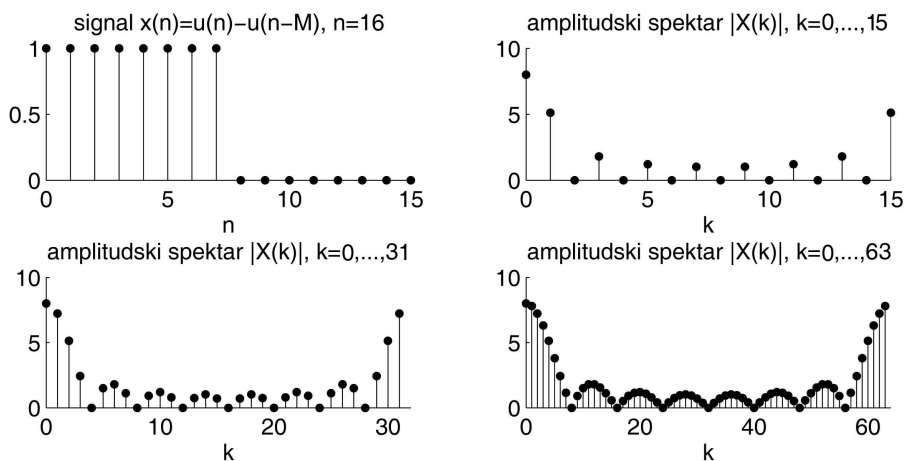 signal x(n)=u(n)−u(n−M), n=16
1
0.5
0
0 5 10 15
n
amplitudski spektar |X(k)|, k=0,...,15
10
5
0
0 5 10 15
k
amplitudski spektar |X(k)|, k=0,...,31
10
5
0
0 10 20 30
k
amplitudski spektar |X(k)|, k=0,...,63
10
5
0
0 20 40 60
k